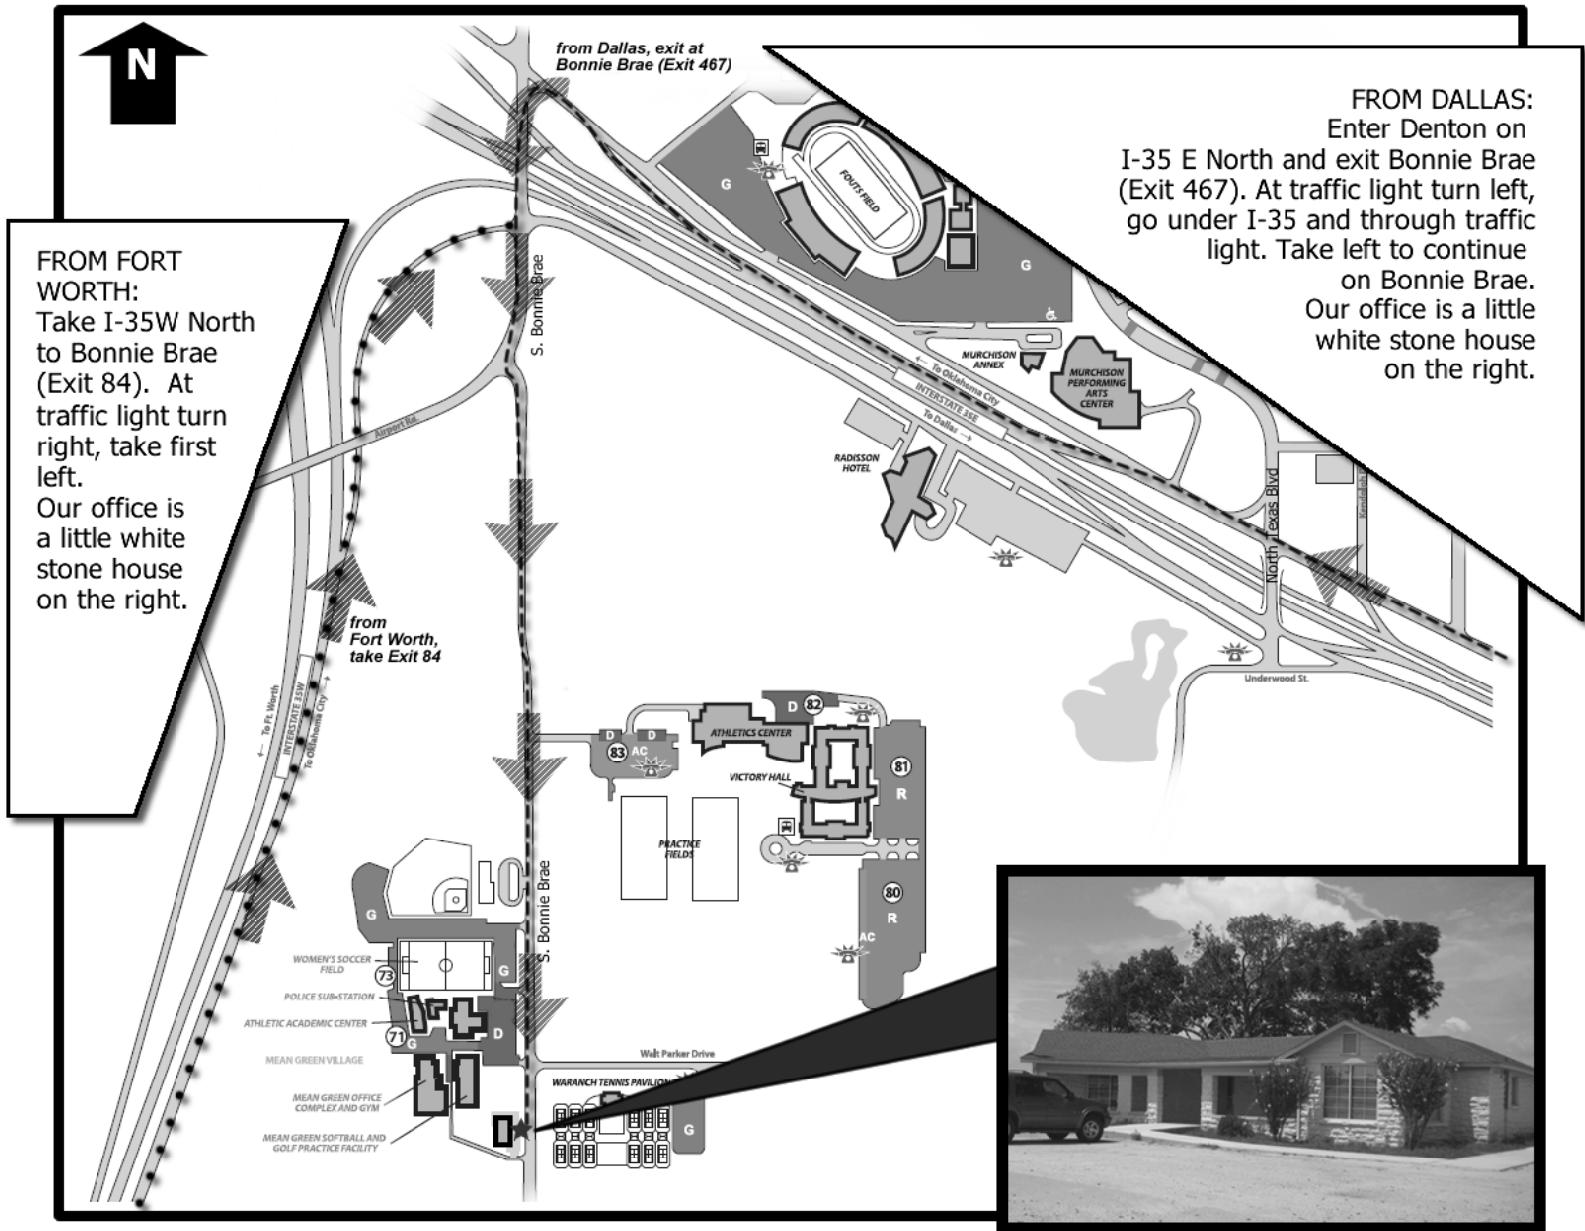 N
from Dallas, exit at
Bonnie Brae (Exit 467)
FROM DALLAS:
Enter Denton on
I-35 E North and exit Bonnie Brae
(Exit 467). At traffic light turn left,
go under I-35 and through traffic
light. Take left to continue
on Bonnie Brae.
Our office is a little
white stone house
on the right.
FROM FORT
WORTH:
Take I-35W North
to Bonnie Brae
(Exit 84). At
traffic light turn
right, take first
left.
Our office is
a little white
stone house
on the right.
G
FOUTS FIELD
G
S. Bonnie Brae
MURCHISON
ANNEX
MURCHISON
PERFORMING
ARTS
CENTER
To Oklahoma City
INTERSTATE 35E
To Dallas
Airport Rd.
RADISSON
HOTEL
North Texas Blvd
from
Fort Worth,
take Exit 84
Underwood St.
To Ft. Worth
INTERSTATE 35W
To Oklahoma City
D
82
D
D
83
AC
ATHLETICS CENTER
81
R
VICTORY HALL
PRACTICE
FIELDS
80
R
AC
S. Bonnie Brae
G
WOMEN'S SOCCER
FIELD
73
G
POLICE SUB-STATION
ATHLETIC ACADEMIC CENTER
71
G
D
MEAN GREEN VILLAGE
Walt Parker Drive
WARANCH TENNIS PAVILION
MEAN GREEN OFFICE
COMPLEX AND GYM
G
MEAN GREEN SOFTBALL AND
GOLF PRACTICE FACILITY